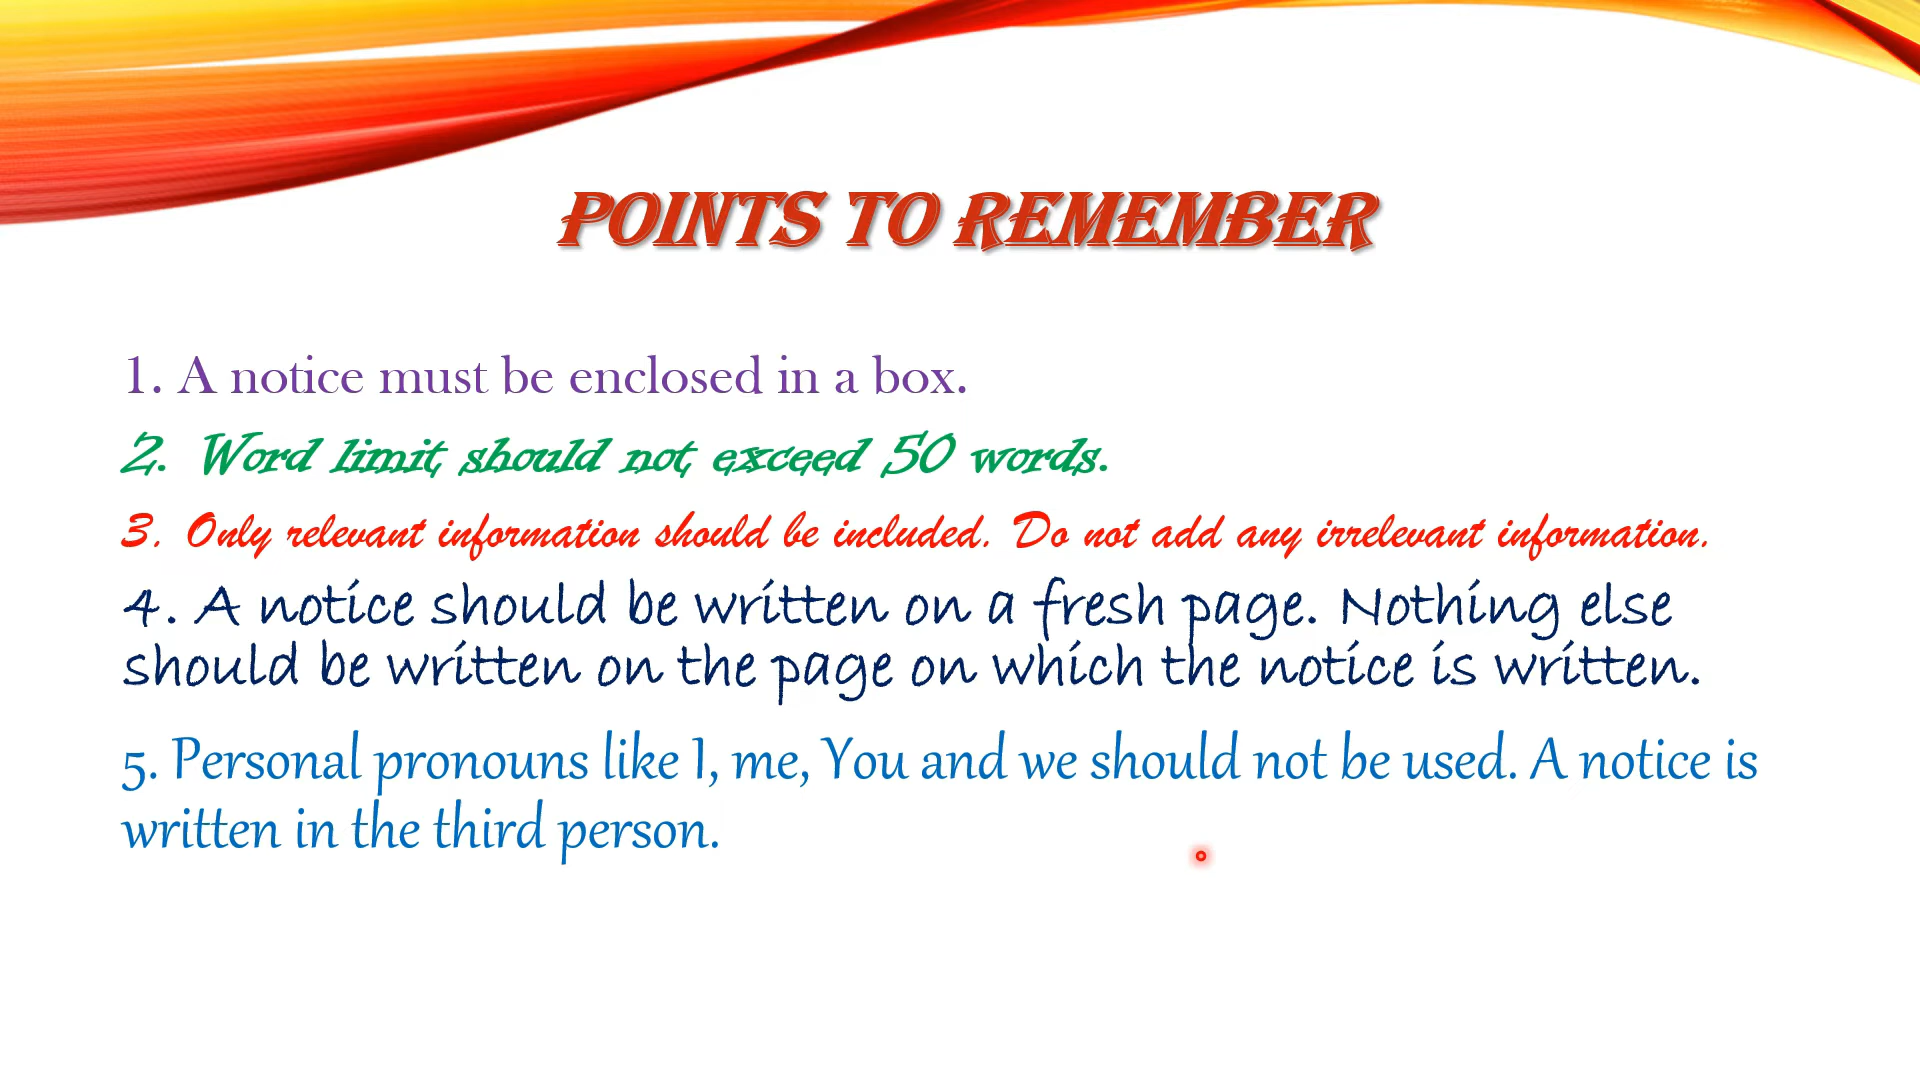 POINTS TO REMEMBER
1. A notice must be enclosed in a box.
2. Word limit should not exceed 50 words.
3. Only relevant information should be included. Do not add any irrelevant information.
4. A notice should be written on a fresh page. Nothing else
should be written on the page on which the notice is written.
5. Personal pronouns like I, me, You and we should not be used. A notice is
written in the third person.